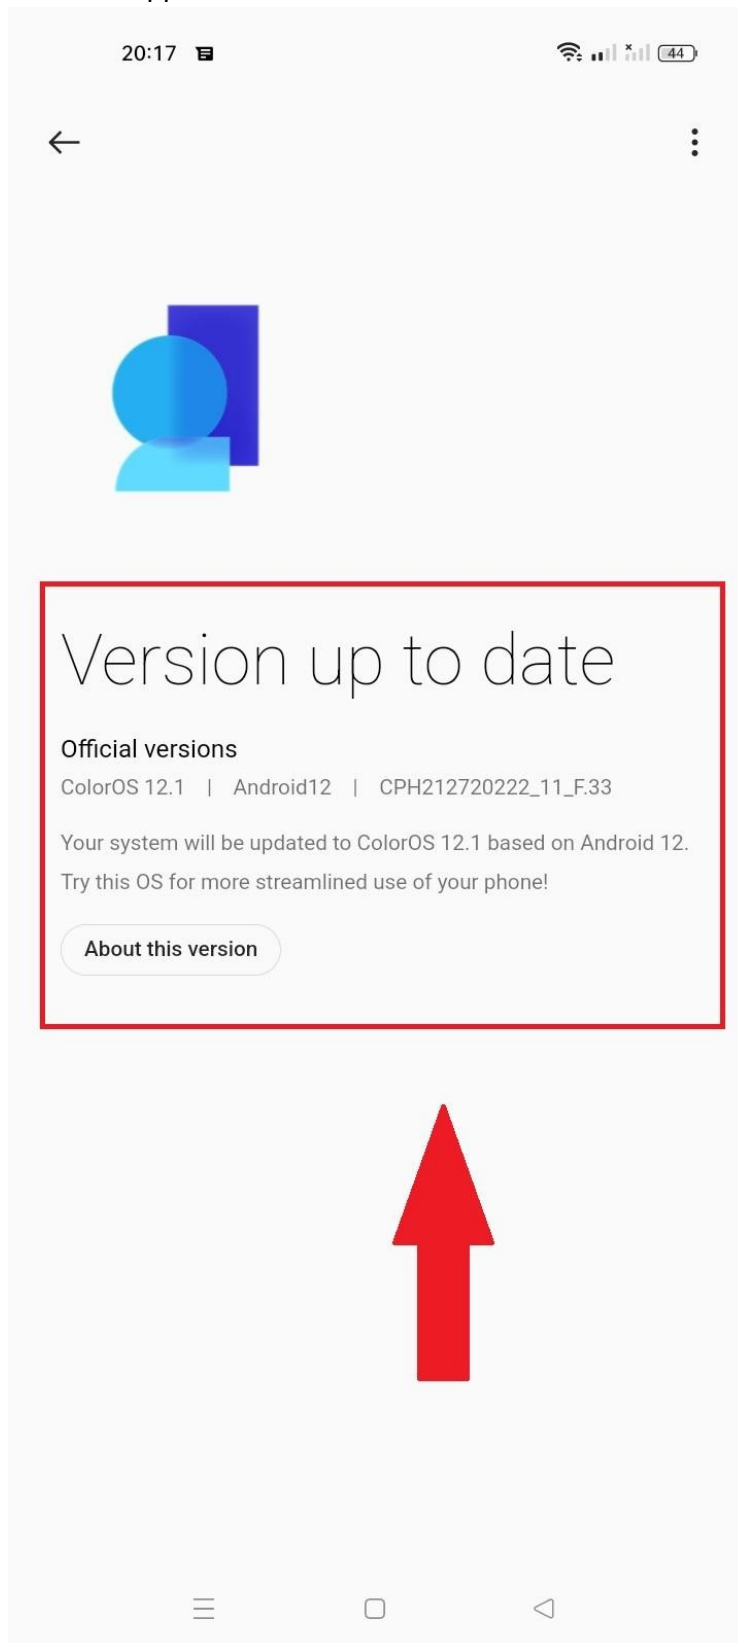 20:17
44
Version up to date
Official versions
ColorOS 12.1 | Android12 | CPH212720222_11_F.33
Your system will be updated to ColorOS 12.1 based on Android 12.
Try this OS for more streamlined use of your phone!
About this version